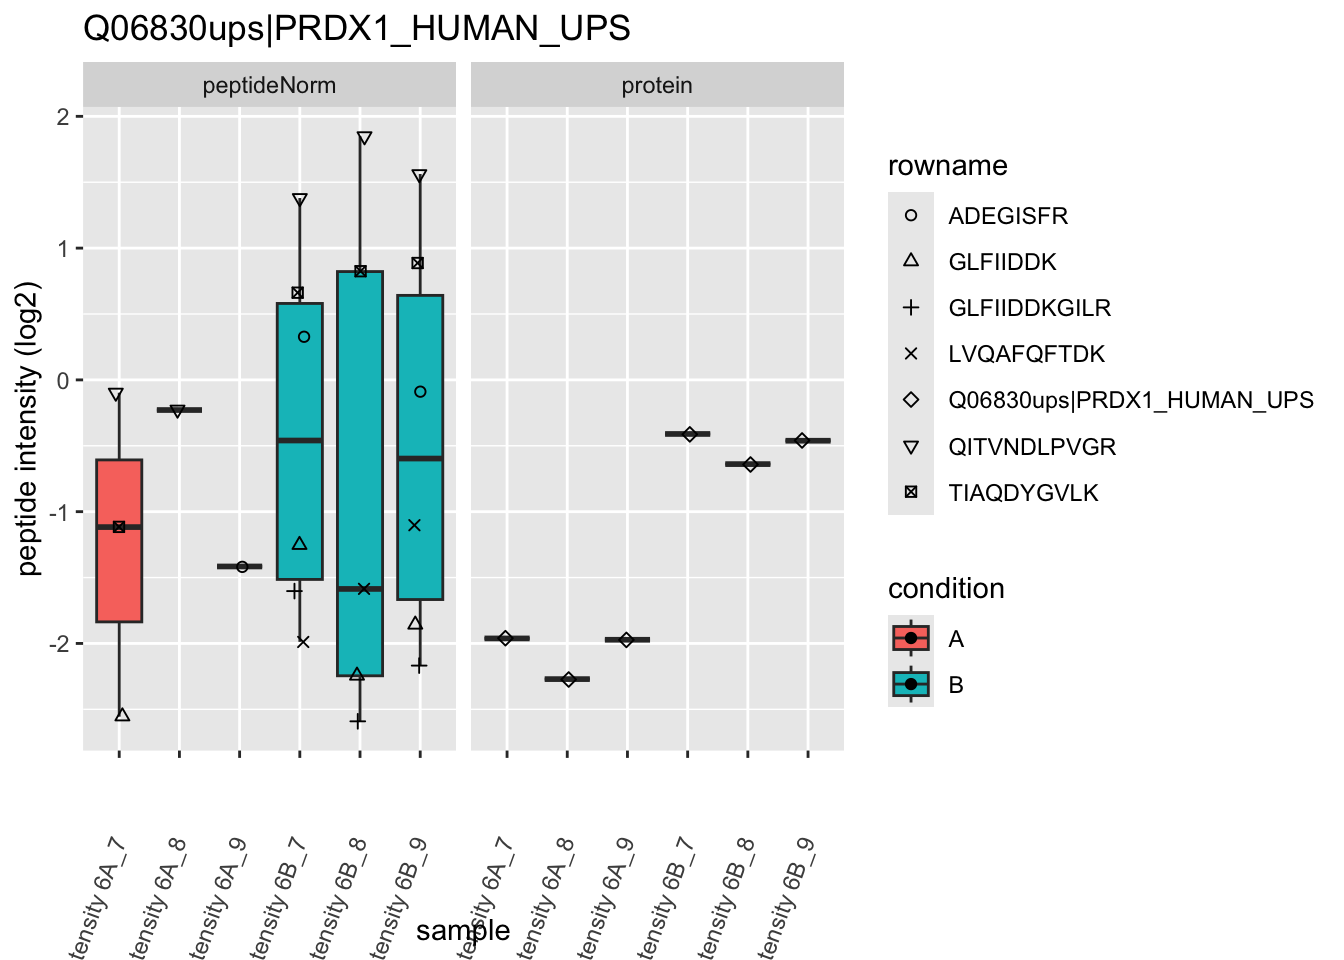 Q06830ups|PRDX1_HUMAN_UPS
peptideNorm protein
2
1
0
-1
-2
peptide intensity (log2)
tensity 6A_7
tensity 6A_8
tensity 6A_9
tensity 6B_7
tensity 6B_8
tensity 6B_9
tensity 6A_7
tensity 6A_8
tensity 6A_9
tensity 6B_7
tensity 6B_8
tensity 6B_9
sample
rowname
ADEGISFR
GLFIIDDK
GLFIIDDKGILR
LVQAFQFTDK
Q06830ups|PRDX1_HUMAN_UPS
QITVNDLPVGR
TIAQDYGVLK
condition
A
B